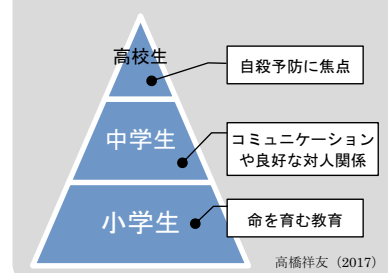 高校生
自殺予防に焦点
中学生
コミュニケーション
や良好な対人関係
小学生
命を育む教育
高橋祥友（2017）